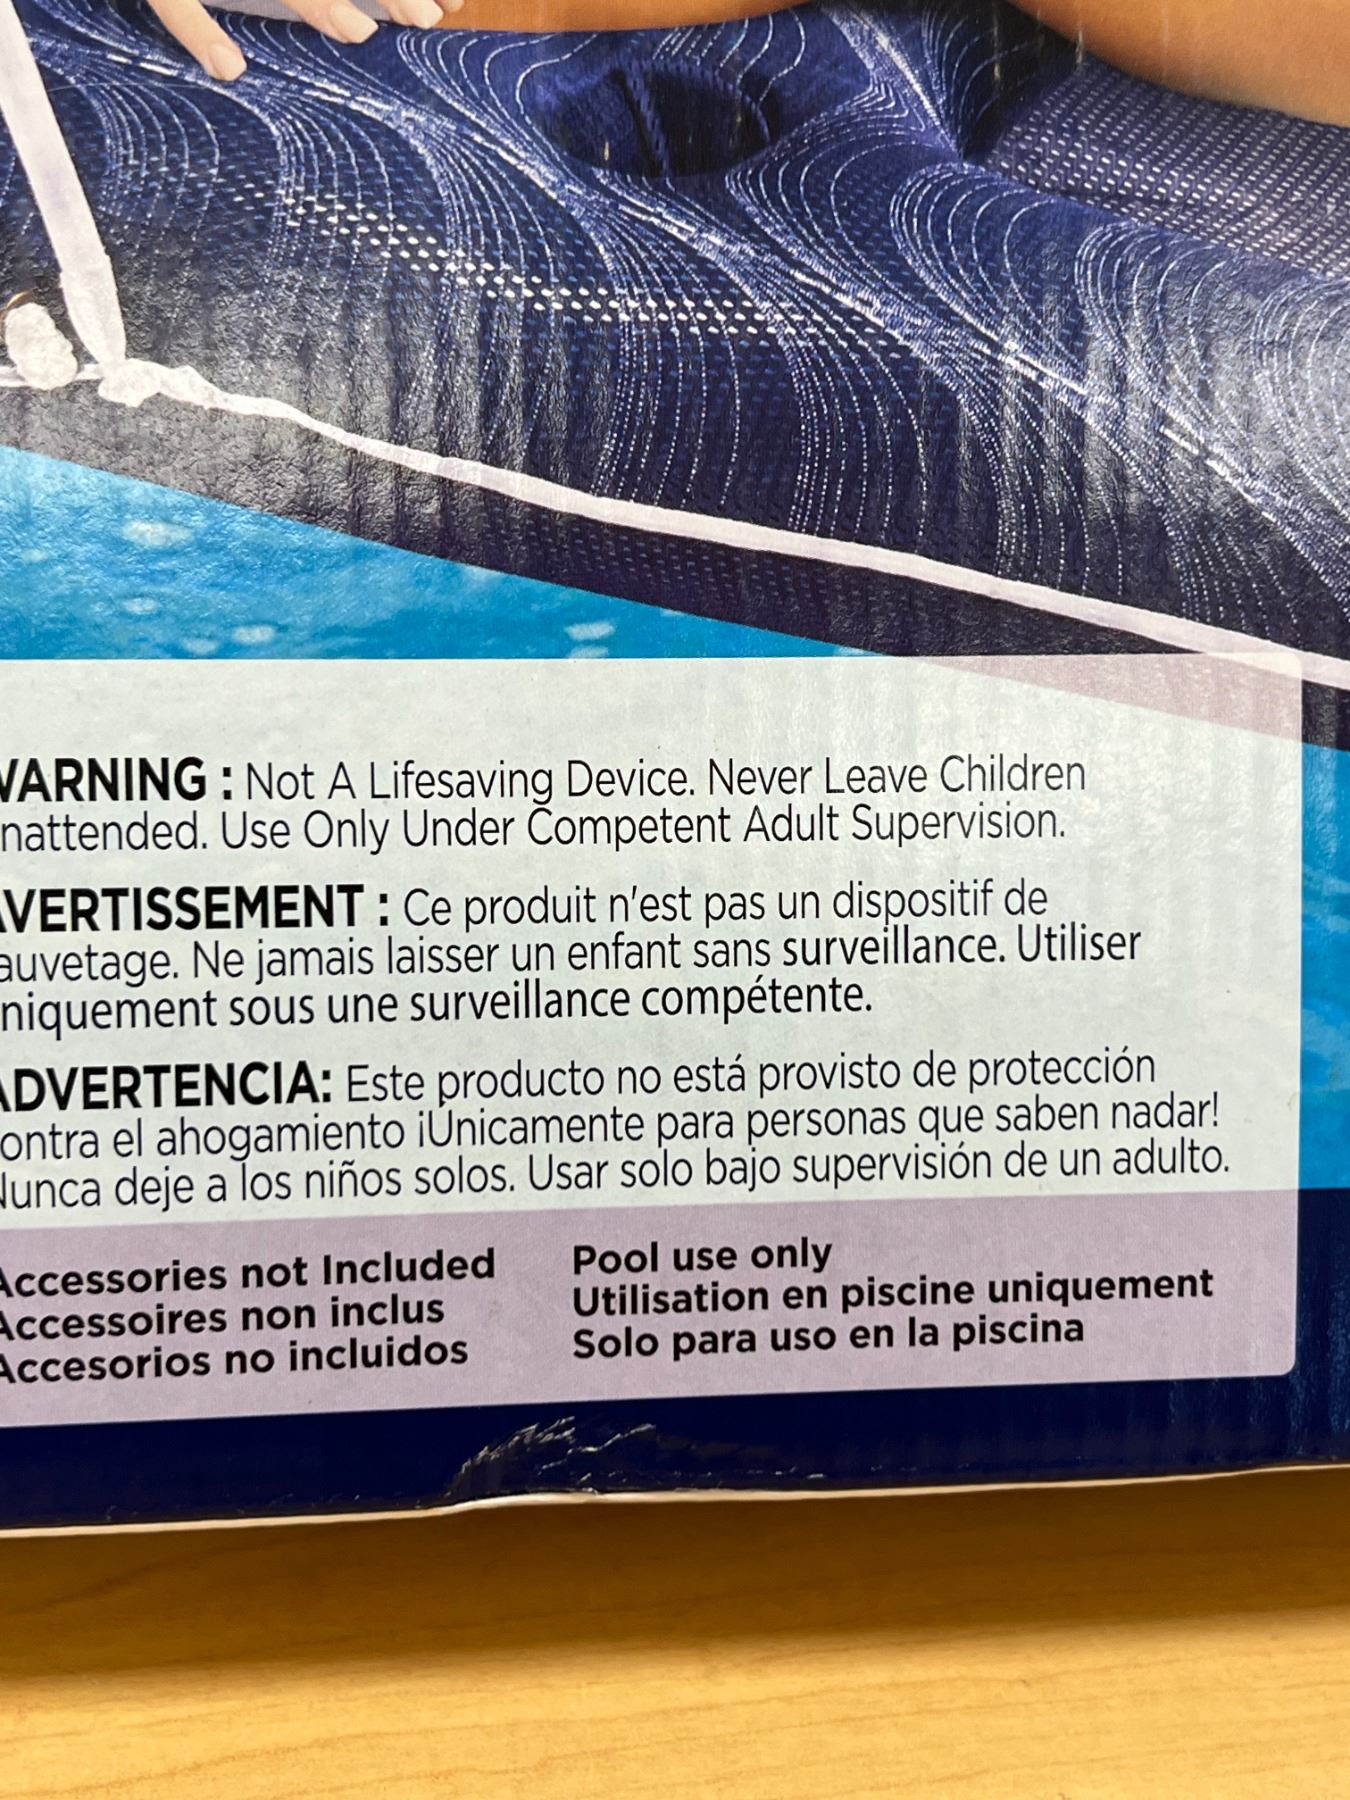 WARNING : Not A Lifesaving Device. Never Leave Children
nattended. Use Only Under Competent Adult Supervision.
AVERTISSEMENT : Ce produit n'est pas un dispositif de
auvetage. Ne jamais laisser un enfant sans surveillance. Utiliser
niquement sous une surveillance compétente.
ADVERTENCIA: Este producto no está provisto de protección
ontra el ahogamiento ¡Únicamente para personas que saben nadar!
Nunca deje a los niños solos. Usar solo bajo supervisión de un adulto.
Accessories not Included
Accessoires non inclus
Accesorios no incluidos
Pool use only
Utilisation en piscine uniquement
Solo para uso en la piscina